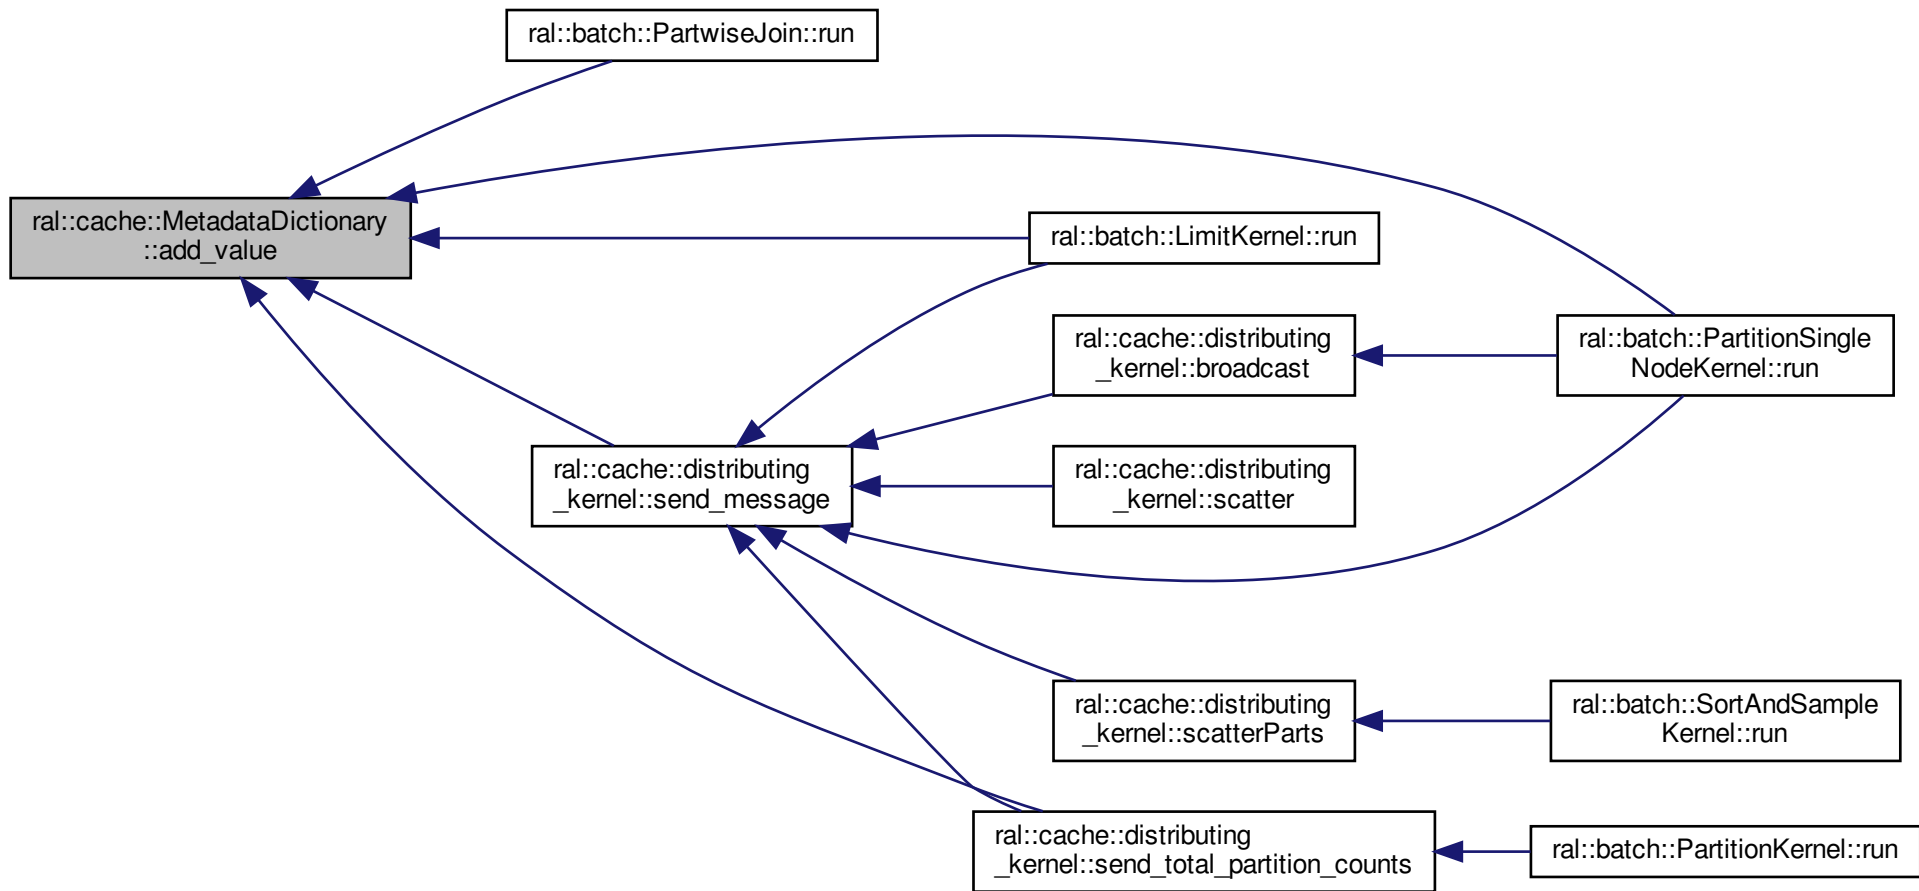 ral::batch::PartwiseJoin::run
ral::cache::MetadataDictionary
::add_value
ral::batch::LimitKernel::run
ral::cache::distributing
_kernel::broadcast
ral::batch::PartitionSingle
NodeKernel::run
ral::cache::distributing
_kernel::send_message
ral::cache::distributing
_kernel::scatter
ral::cache::distributing
_kernel::scatterParts
ral::batch::SortAndSample
Kernel::run
ral::cache::distributing
_kernel::send_total_partition_counts
ral::batch::PartitionKernel::run